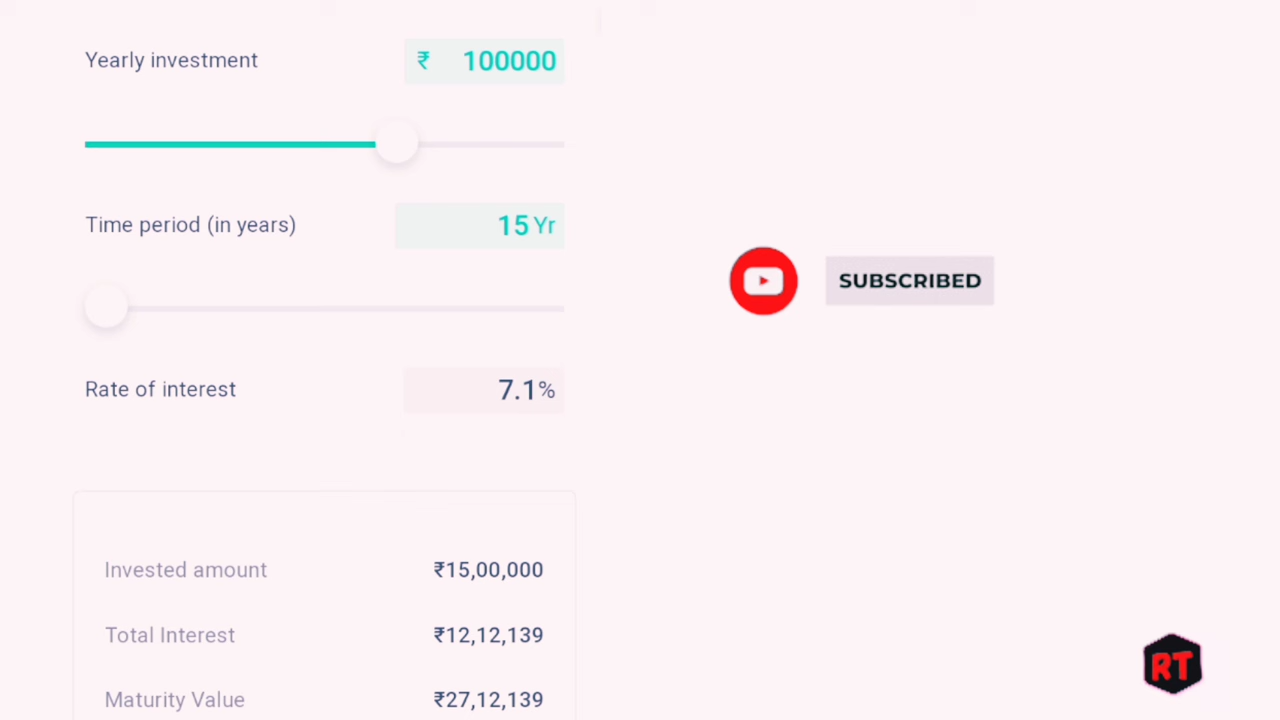 Yearly investment ₹ 100000
Time period (in years) 15 Yr
SUBSCRIBED
Rate of interest 7.1%
Invested amount ₹15,00,000
Total Interest ₹12,12,139
Maturity Value ₹27,12,139
RT